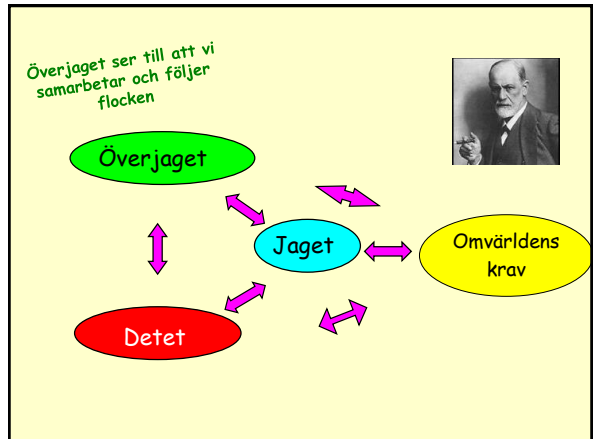 Överjaget ser till att vi
samarbetar och följer
flocken
Överjaget
Jaget
Omvärldens
krav
Detet